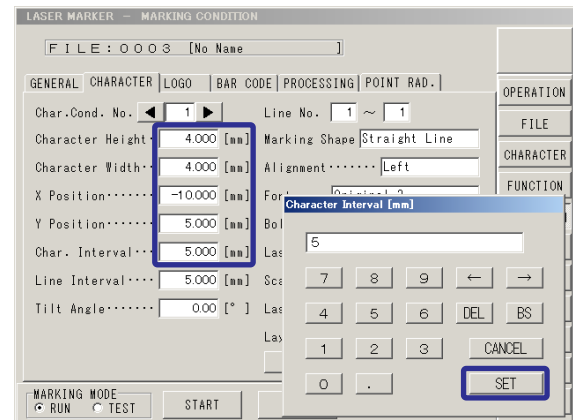 LASER MARKER － MARKING CONDITION
FILE:0003 [No Name ]
GENERAL CHARACTER LOGO BAR CODE PROCESSING POINT RAD.
OPERATION
FILE
CHARACTER
FUNCTION
Char.Cond. No. ◀ 1 ▶ Line No. 1 ～ 1
Character Height· 4.000 [mm] Marking Shape Straight Line
Character Width·· 4.000 [mm] Alignment······· Left
X Position······· -10.000 [mm]
Y Position······· 5.000 [mm]
Char. Interval··· 5.000 [mm]
Line Interval···· 5.000 [mm]
Tilt Angle······· 0.00 [° ]
Character Interval [mm]
5
7 8 9 ← →
4 5 6 DEL BS
1 2 3 CANCEL
0 . SET
MARKING MODE
RUN TEST START